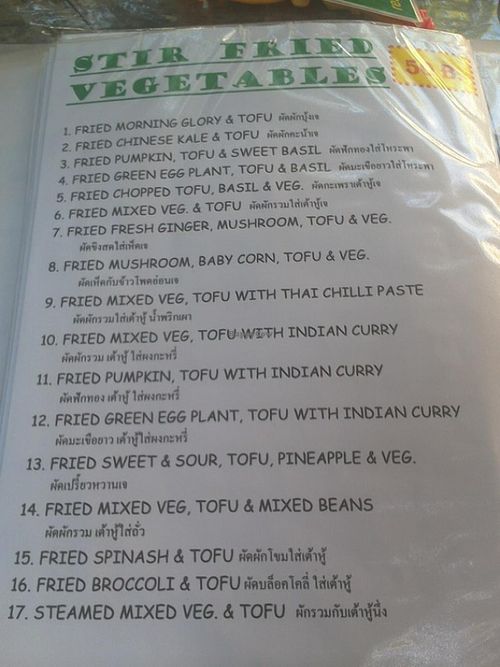 STIR FRIED
VEGETABLES
1. FRIED MORNING GLORY & TOFU ผัดผักบุ้งเจ
2. FRIED CHINESE KALE & TOFU ผัดผักคะน้าเจ
3. FRIED PUMPKIN, TOFU & SWEET BASIL ผัดฟักทองใส่โหระพา
4. FRIED GREEN EGG PLANT, TOFU & BASIL ผัดมะเขือยาวใส่โหระพา
5. FRIED CHOPPED TOFU, BASIL & VEG. ผัดกะเพราเต้าหู้เจ
6. FRIED MIXED VEG. & TOFU ผัดผักรวมใส่เต้าหู้เจ
7. FRIED FRESH GINGER, MUSHROOM, TOFU & VEG.
ผัดขิงสดใส่เห็ดเจ
8. FRIED MUSHROOM, BABY CORN, TOFU & VEG.
ผัดเห็ดกับข้าวโพดอ่อนเจ
9. FRIED MIXED VEG, TOFU WITH THAI CHILLI PASTE
ผัดผักรวมใส่เต้าหู้ น้ำพริกเผา
10. FRIED MIXED VEG, TOFU WITH INDIAN CURRY
ผัดผักรวม เต้าหู้ ใส่ผงกะหรี่
11. FRIED PUMPKIN, TOFU WITH INDIAN CURRY
ผัดฟักทอง เต้าหู้ ใส่ผงกะหรี่
12. FRIED GREEN EGG PLANT, TOFU WITH INDIAN CURRY
ผัดมะเขือยาว เต้าหู้ใส่ผงกะหรี่
13. FRIED SWEET & SOUR, TOFU, PINEAPPLE & VEG.
ผัดเปรี้ยวหวานเจ
14. FRIED MIXED VEG, TOFU & MIXED BEANS
ผัดผักรวม เต้าหู้ใส่ถั่ว
15. FRIED SPINASH & TOFU ผัดผักโขมใส่เต้าหู้
16. FRIED BROCCOLI & TOFU ผัดบล็อคโคลี่ ใส่เต้าหู้
17. STEAMED MIXED VEG. & TOFU ผักรวมกับเต้าหู้นึ่ง